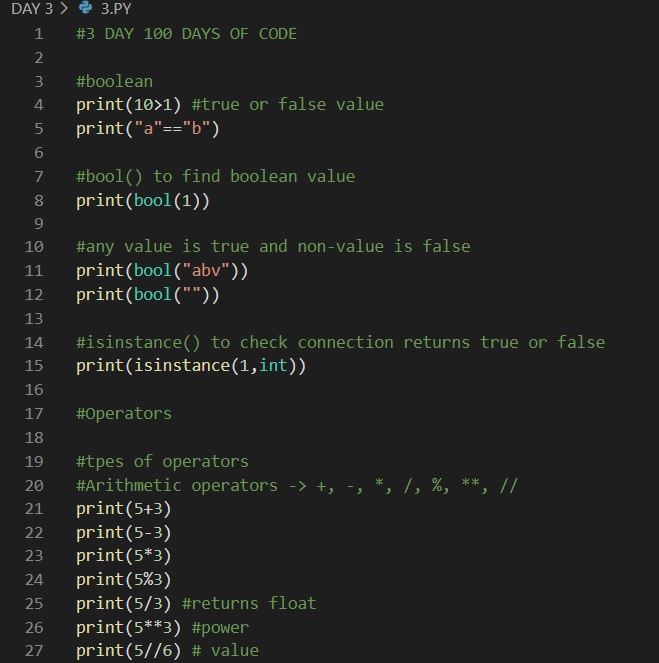 DAY 3 > 3.PY
1 #3 DAY 100 DAYS OF CODE
2
3 #boolean
4 print(10>1) #true or false value
5 print("a"=="b")
6
7 #bool() to find boolean value
8 print(bool(1))
9
10 #any value is true and non-value is false
11 print(bool("abv"))
12 print(bool(""))
13
14 #isinstance() to check connection returns true or false
15 print(isinstance(1,int))
16
17 #Operators
18
19 #tpes of operators
20 #Arithmetic operators -> +, -, *, /, %, **, //
21 print(5+3)
22 print(5-3)
23 print(5*3)
24 print(5%3)
25 print(5/3) #returns float
26 print(5**3) #power
27 print(5//6) # value